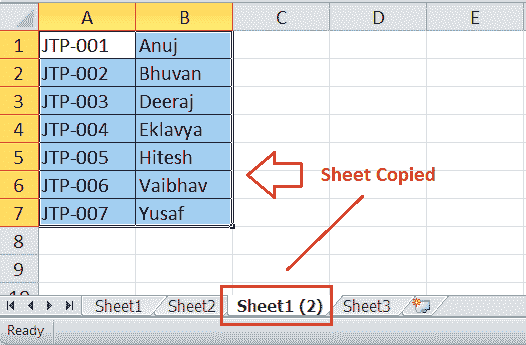 A B C D E
1 JTP-001 Anuj
2 JTP-002 Bhuvan
3 JTP-003 Deeraj
4 JTP-004 Eklavya
5 JTP-005 Hitesh
6 JTP-006 Vaibhav
7 JTP-007 Yusaf
Sheet Copied
8
9
10
Sheet1 Sheet2 Sheet1 (2) Sheet3
Ready